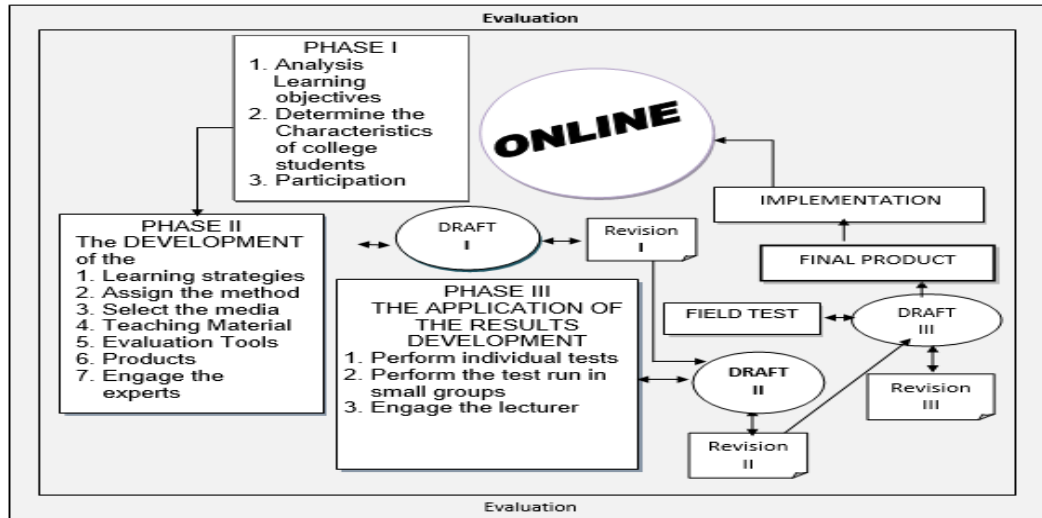 Evaluation
PHASE I
1. Analysis
Learning
objectives
2. Determine the
Characteristics
of college
students
3. Participation
ONLINE
IMPLEMENTATION
PHASE II
The DEVELOPMENT
of the
1. Learning strategies
2. Assign the method
3. Select the media
4. Teaching Material
5. Evaluation Tools
6. Products
7. Engage the
experts
DRAFT
I
Revision
I
FINAL PRODUCT
PHASE III
THE APPLICATION OF
THE RESULTS
DEVELOPMENT
1. Perform individual tests
2. Perform the test run in
small groups
3. Engage the lecturer
FIELD TEST
DRAFT
III
DRAFT
II
Revision
III
Revision
II
Evaluation